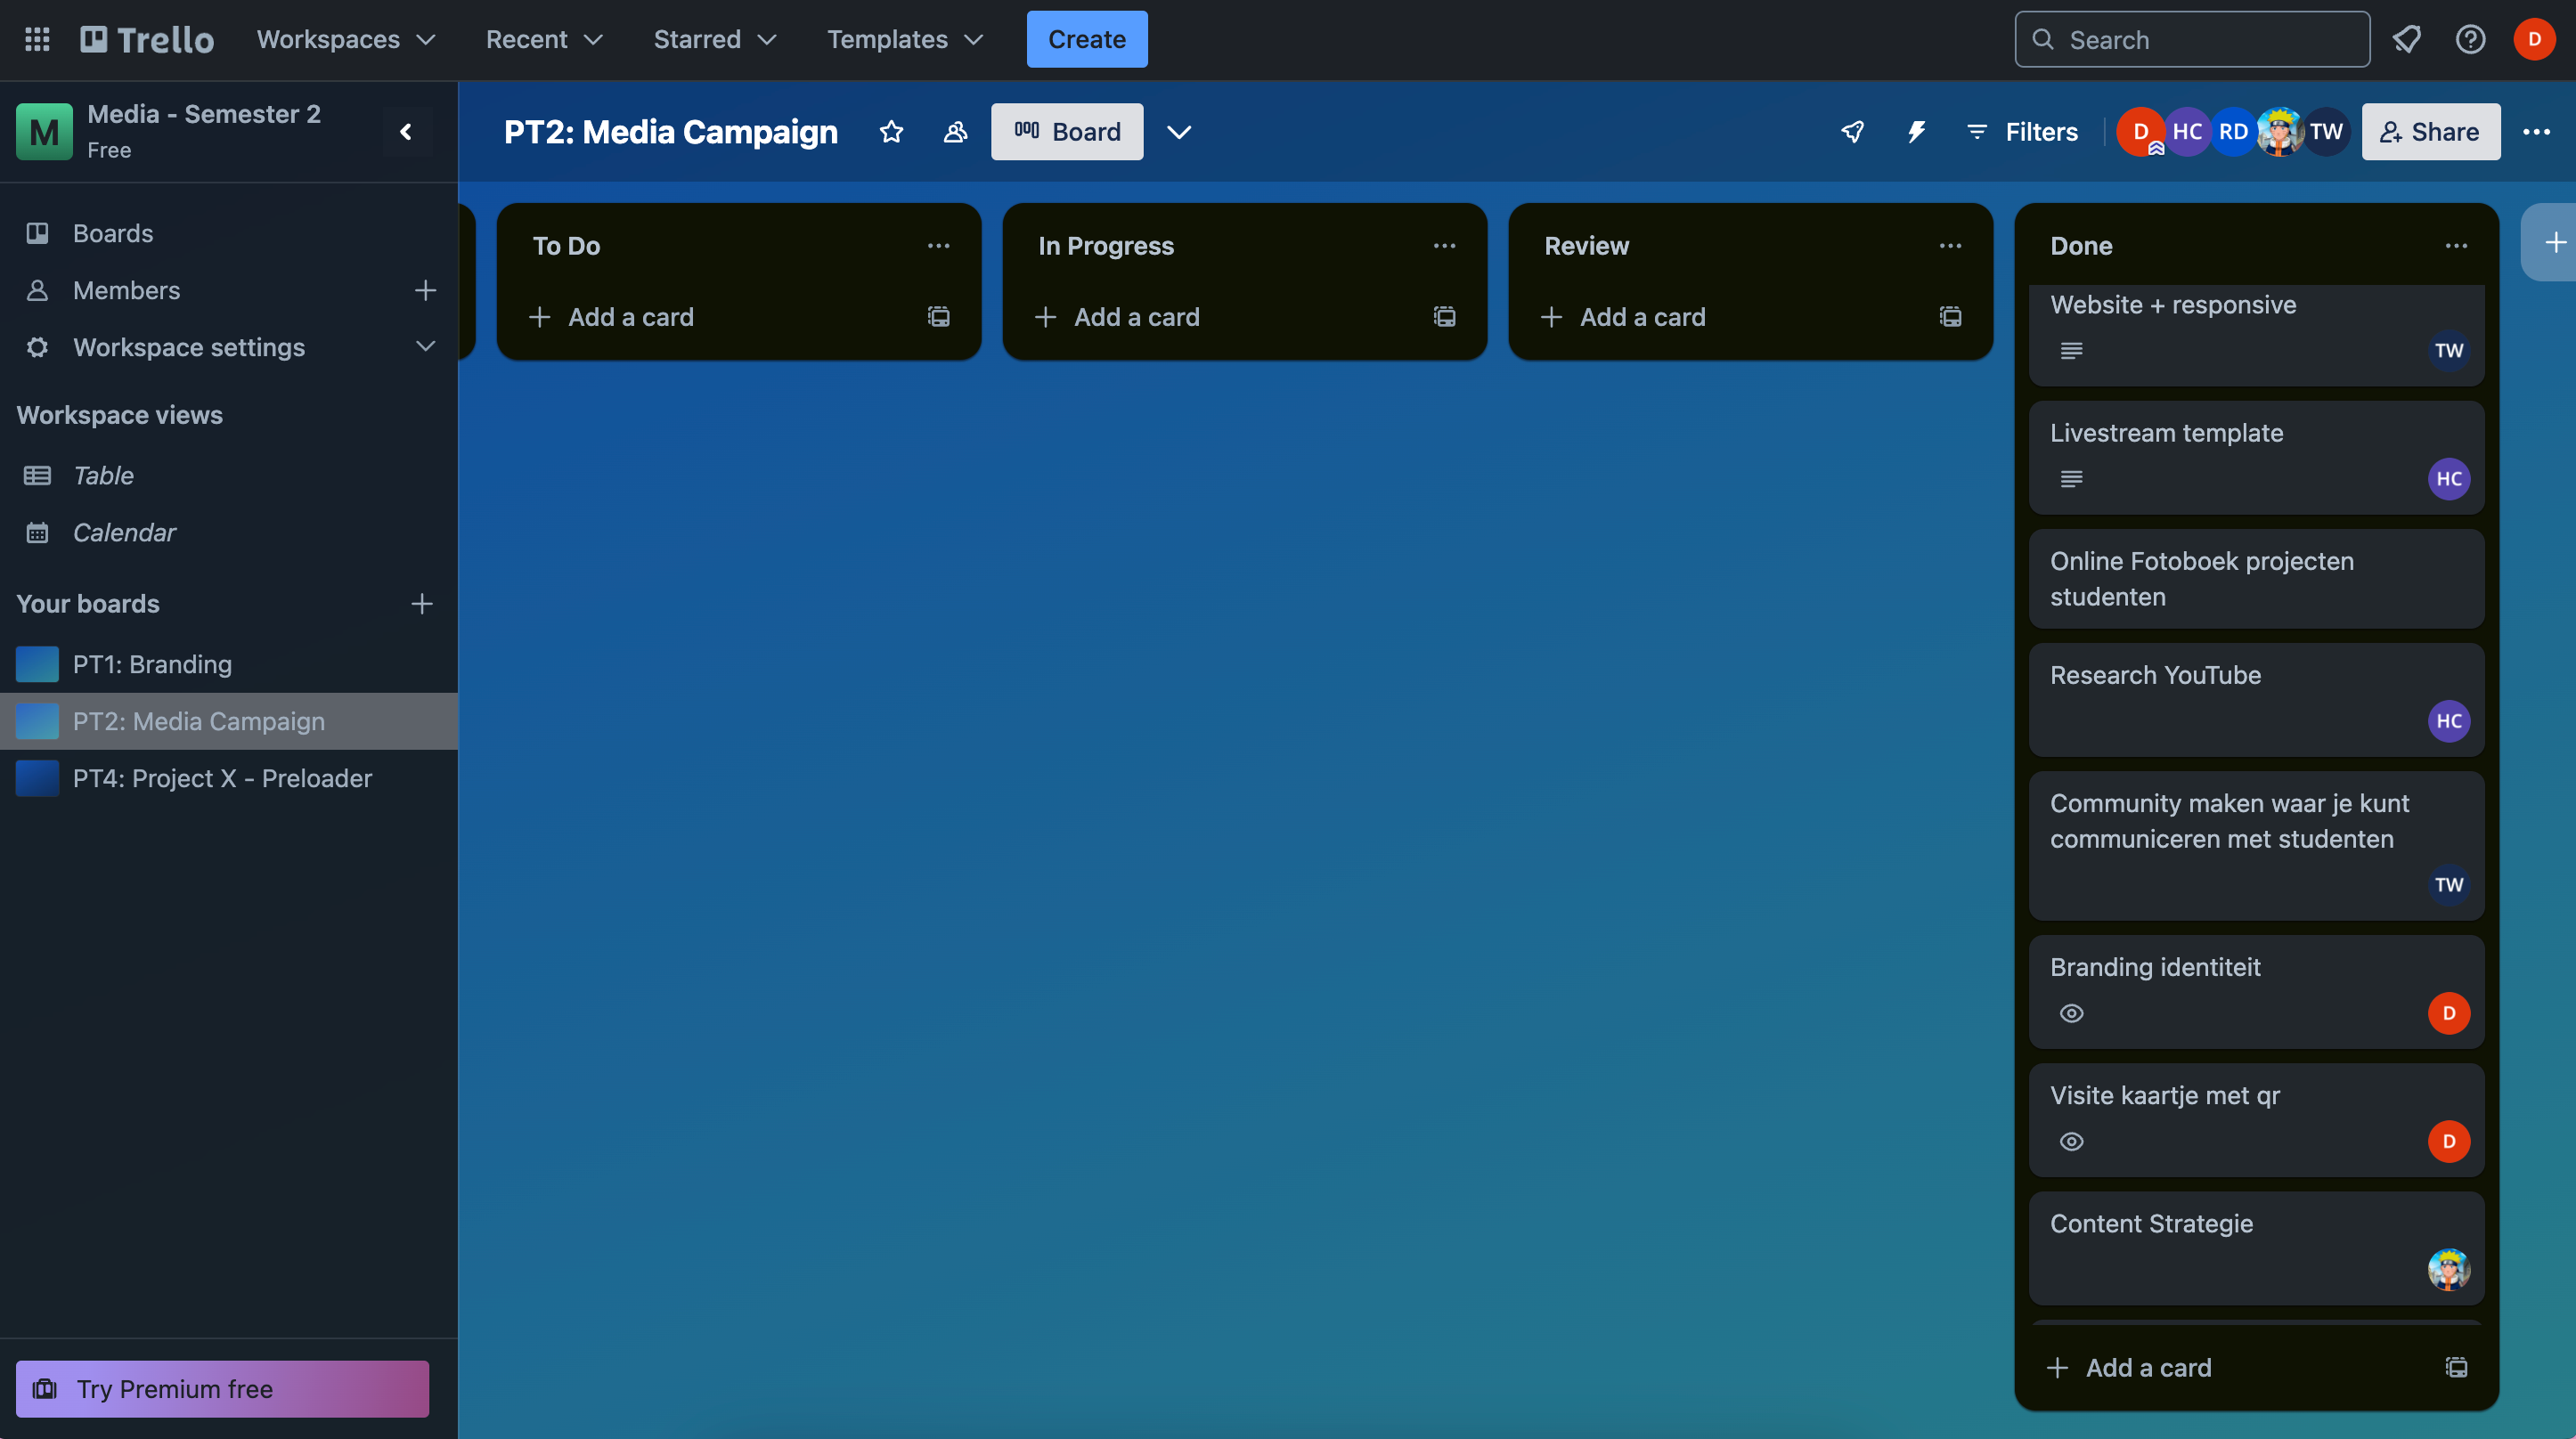 Trello
Workspaces
Recent
Starred
Templates
Create
Search
D
M
Media - Semester 2
Free
PT2: Media Campaign
Board
Filters
D
HC
RD
TW
Share
Boards
Members
Workspace settings
Workspace views
Table
Calendar
Your boards
PT1: Branding
PT2: Media Campaign
PT4: Project X - Preloader
Try Premium free
To Do
Add a card
In Progress
Add a card
Review
Add a card
Done
Website + responsive
TW
Livestream template
HC
Online Fotoboek projecten
studenten
Research YouTube
HC
Community maken waar je kunt
communiceren met studenten
TW
Branding identiteit
D
Visite kaartje met qr
D
Content Strategie
Add a card